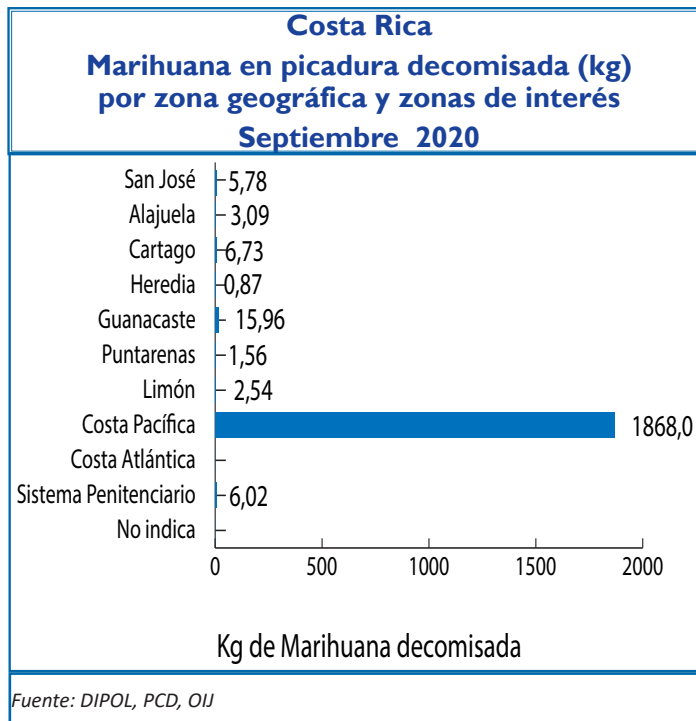 Costa Rica
Marihuana en picadura decomisada (kg)
por zona geográfica y zonas de interés
Septiembre 2020
San José 5,78
Alajuela 3,09
Cartago 6,73
Heredia 0,87
Guanacaste 15,96
Puntarenas 1,56
Limón 2,54
Costa Pacífica 1868,0
Costa Atlántica
Sistema Penitenciario 6,02
No indica
0 500 1000 1500 2000
Kg de Marihuana decomisada
Fuente: DIPOL, PCD, OIJ